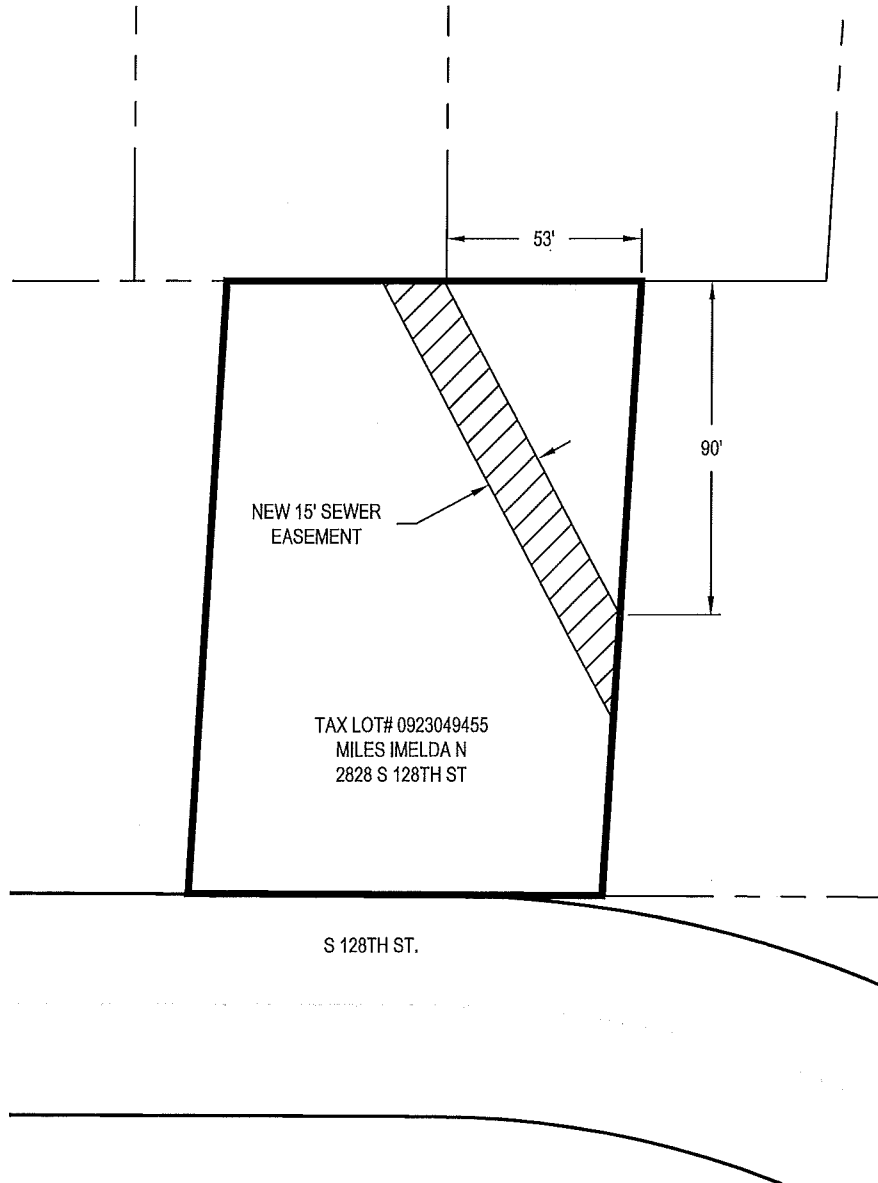 53'
90'
NEW 15' SEWER
EASEMENT
TAX LOT# 0923049455
MILES IMELDA N
2828 S 128TH ST
S 128TH ST.